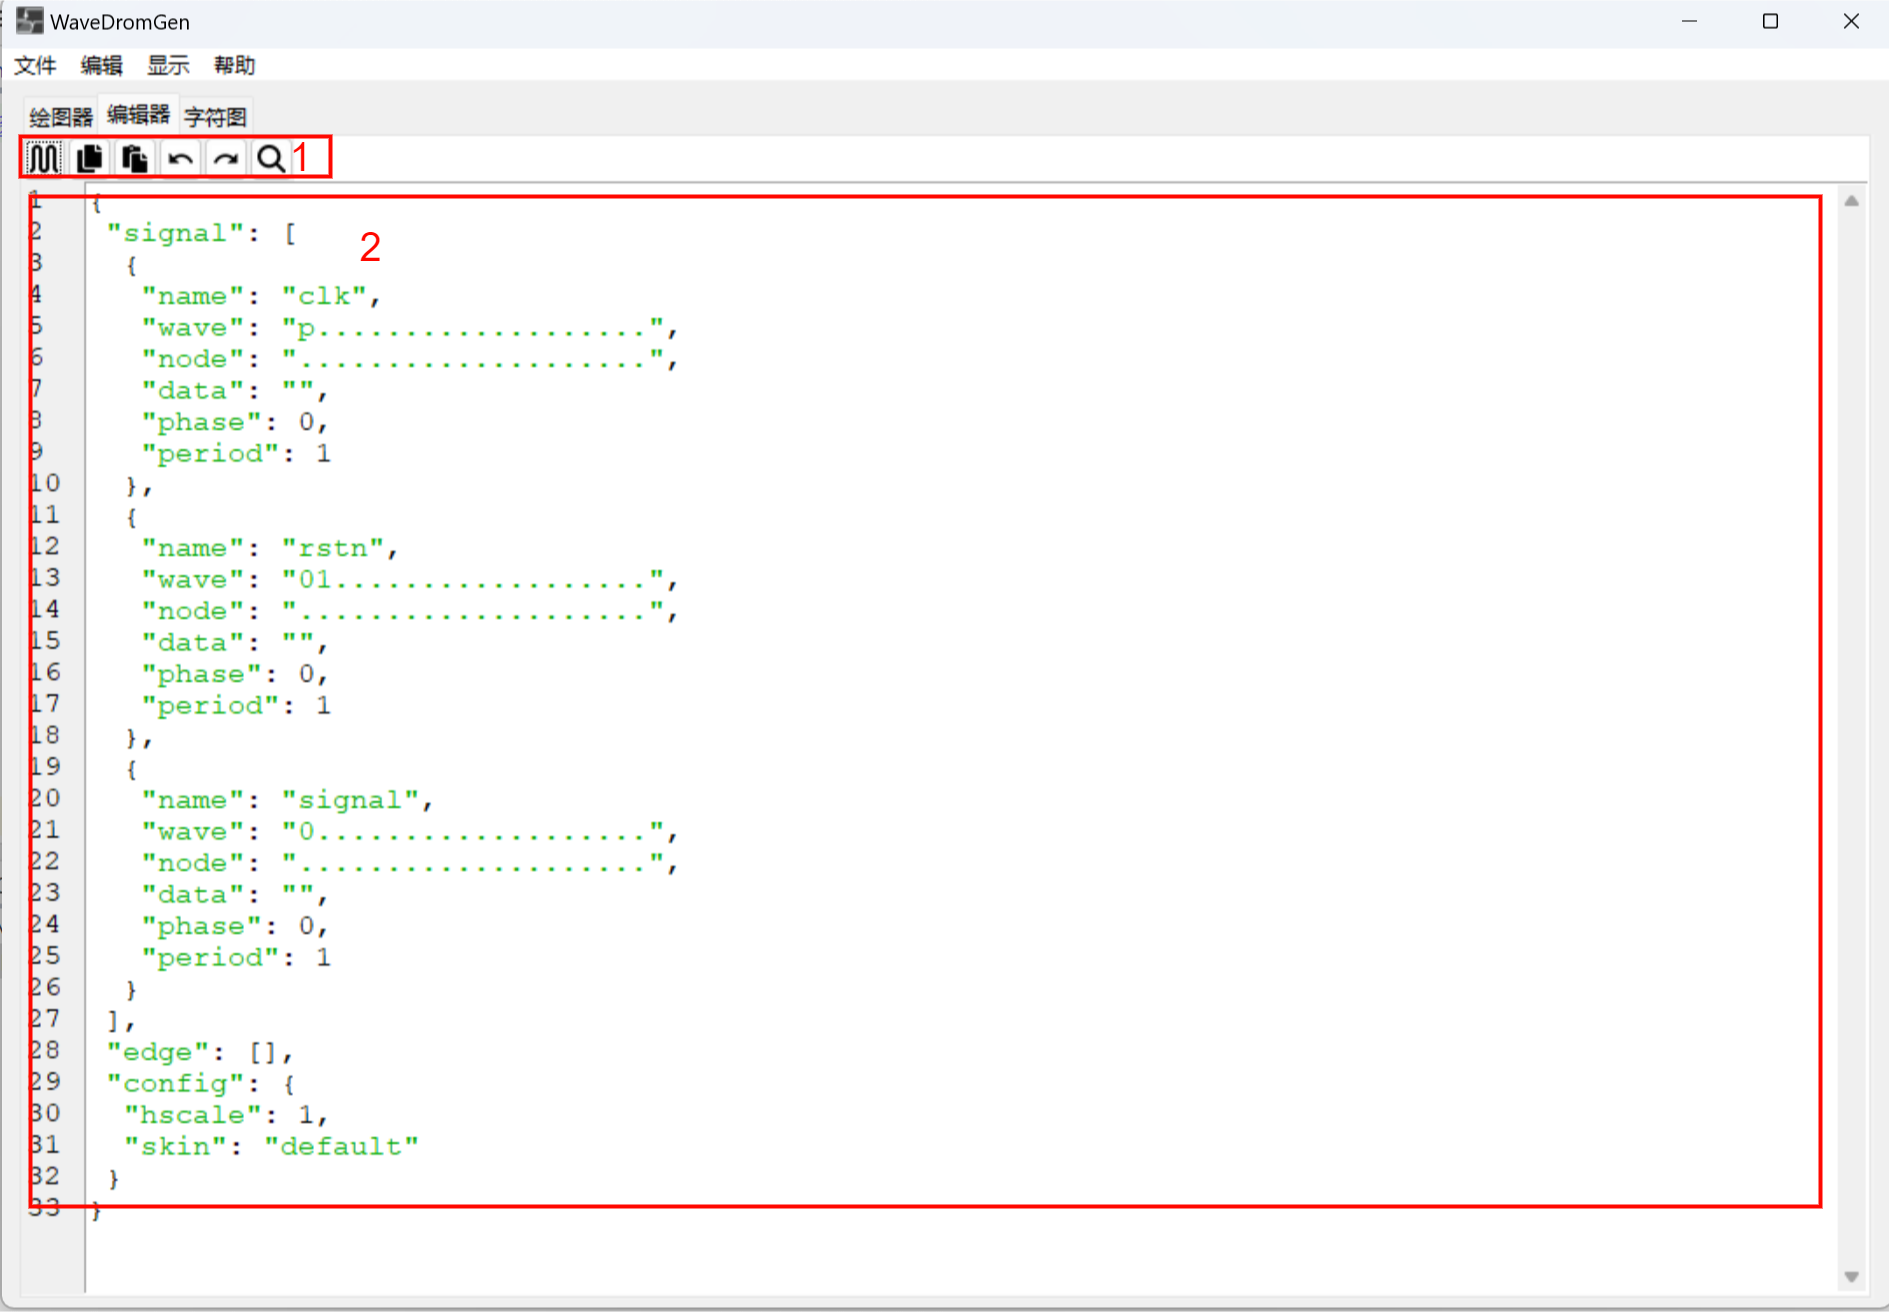 WaveDromGen
文件 编辑 显示 帮助
绘图器 编辑器 字符图
1
2
1 {
2 "signal": [
3 {
4 "name": "clk",
5 "wave": "p...................",
6 "node": "....................",
7 "data": "",
8 "phase": 0,
9 "period": 1
10 },
11 {
12 "name": "rstn",
13 "wave": "01..................",
14 "node": "....................",
15 "data": "",
16 "phase": 0,
17 "period": 1
18 },
19 {
20 "name": "signal",
21 "wave": "0...................",
22 "node": "....................",
23 "data": "",
24 "phase": 0,
25 "period": 1
26 }
27 ],
28 "edge": [],
29 "config": {
30 "hscale": 1,
31 "skin": "default"
32 }
33 }